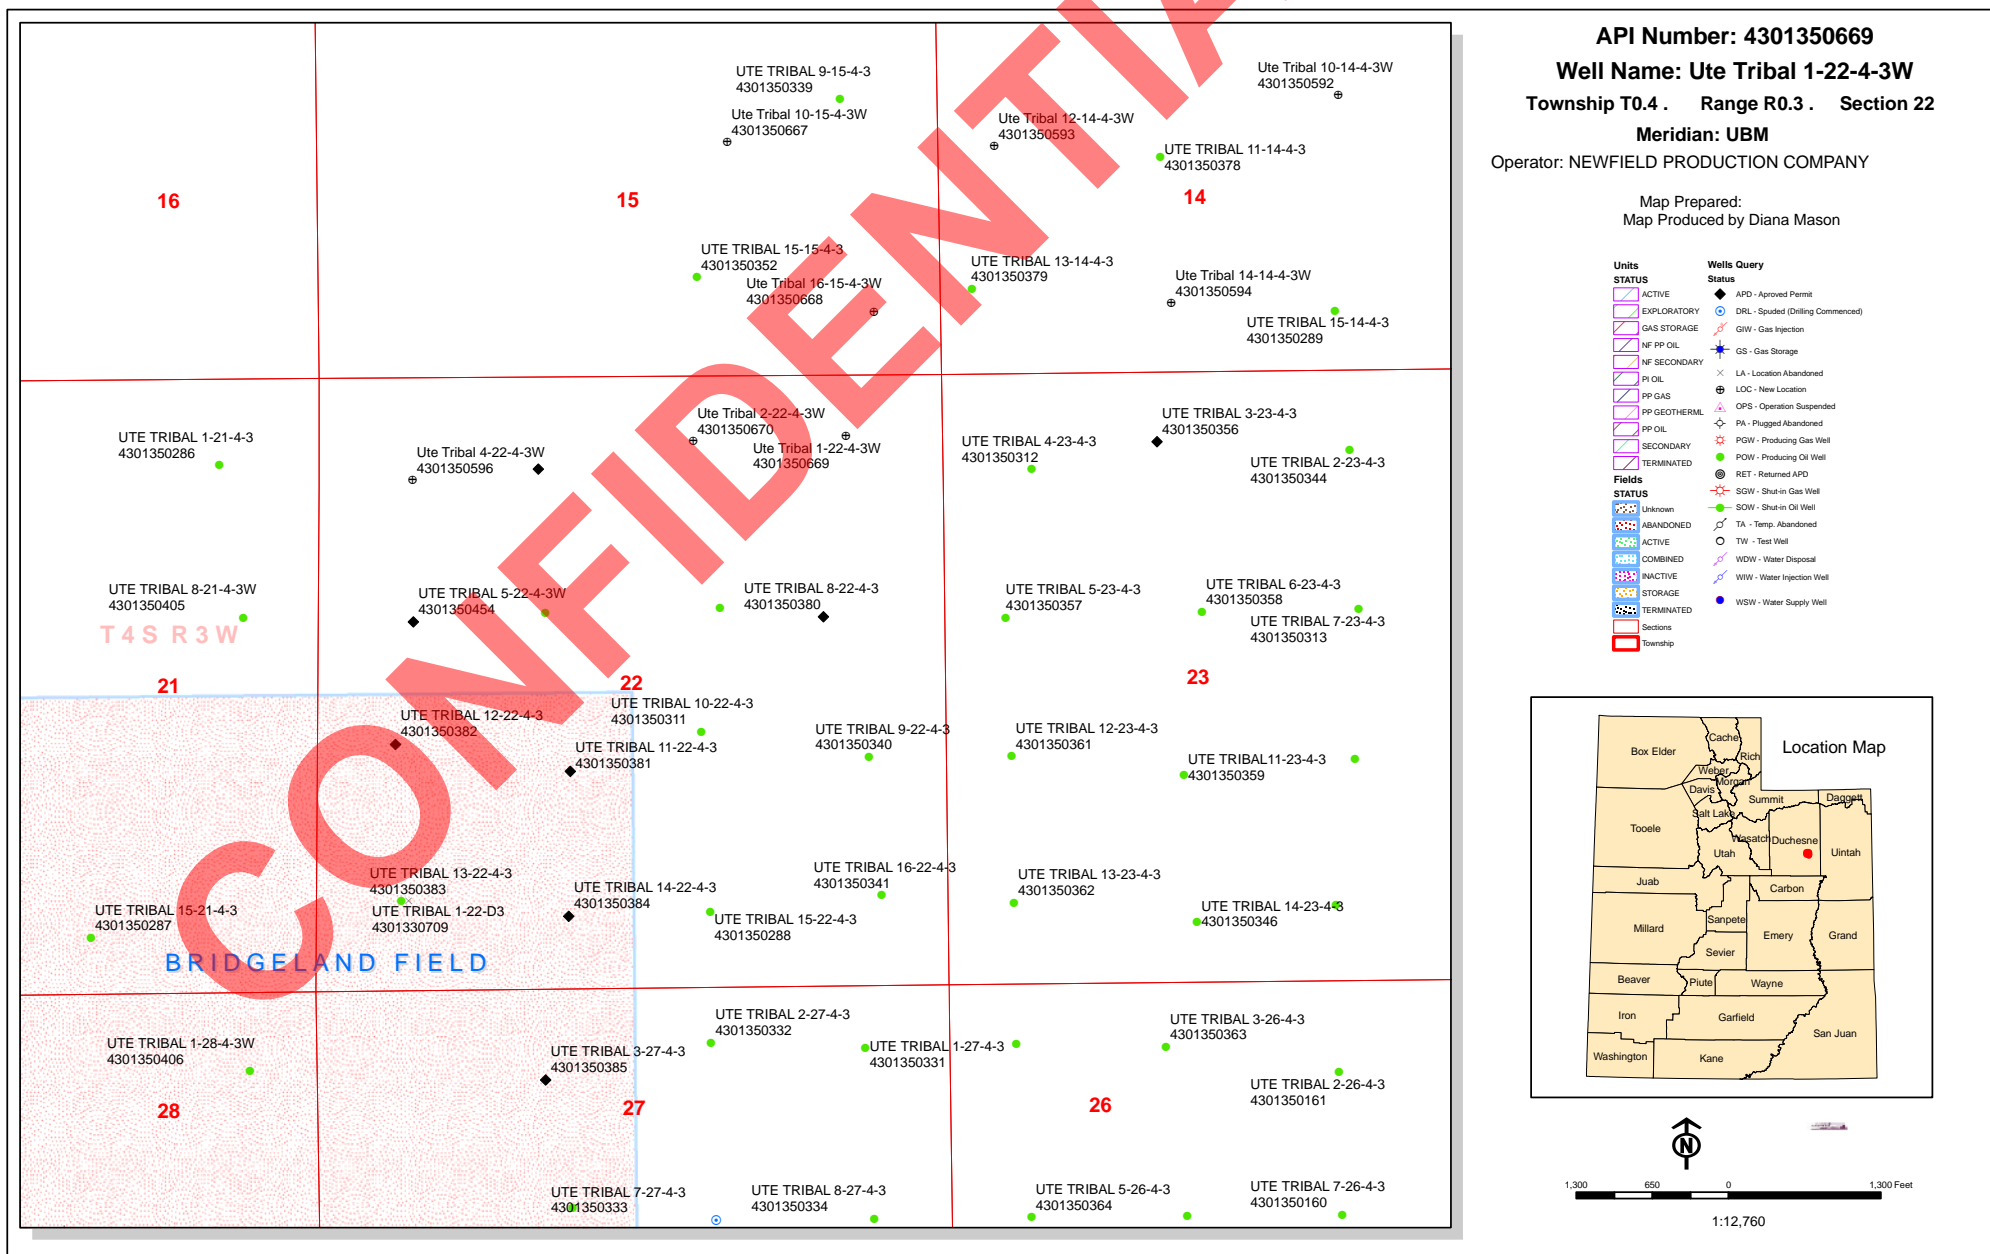 API Number: 4301350669
Well Name: Ute Tribal 1-22-4-3W
Township T0.4 . Range R0.3 . Section 22
Meridian: UBM
Operator: NEWFIELD PRODUCTION COMPANY
Map Prepared:
Map Produced by Diana Mason
CONFIDENTIA
UTE TRIBAL 9-15-4-3
4301350339
Ute Tribal 10-15-4-3W
4301350667
Ute Tribal 12-14-4-3W
4301350593
Ute Tribal 10-14-4-3W
4301350592
UTE TRIBAL 11-14-4-3
4301350378
16
15
14
UTE TRIBAL 15-15-4-3
4301350352
Ute Tribal 16-15-4-3W
4301350668
UTE TRIBAL 13-14-4-3
4301350379
Ute Tribal 14-14-4-3W
4301350594
UTE TRIBAL 15-14-4-3
4301350289
UTE TRIBAL 1-21-4-3
4301350286
Ute Tribal 4-22-4-3W
4301350596
Ute Tribal 2-22-4-3W
4301350670
Ute Tribal 1-22-4-3W
4301350669
UTE TRIBAL 4-23-4-3
4301350312
UTE TRIBAL 3-23-4-3
4301350356
UTE TRIBAL 2-23-4-3
4301350344
UTE TRIBAL 8-21-4-3W
4301350405
T4S R3W
UTE TRIBAL 5-22-4-3W
4301350454
UTE TRIBAL 8-22-4-3
4301350380
UTE TRIBAL 5-23-4-3
4301350357
UTE TRIBAL 6-23-4-3
4301350358
UTE TRIBAL 7-23-4-3
4301350313
21
22
23
UTE TRIBAL 12-22-4-3
4301350382
UTE TRIBAL 10-22-4-3
4301350311
UTE TRIBAL 11-22-4-3
4301350381
UTE TRIBAL 9-22-4-3
4301350340
UTE TRIBAL 12-23-4-3
4301350361
UTE TRIBAL11-23-4-3
4301350359
UTE TRIBAL 13-22-4-3
4301350383
UTE TRIBAL 1-22-D3
4301330709
UTE TRIBAL 15-21-4-3
4301350287
UTE TRIBAL 14-22-4-3
4301350384
UTE TRIBAL 16-22-4-3
4301350341
UTE TRIBAL 15-22-4-3
4301350288
UTE TRIBAL 13-23-4-3
4301350362
UTE TRIBAL 14-23-4-3
4301350346
BRIDGELAND FIELD
UTE TRIBAL 1-28-4-3W
4301350406
UTE TRIBAL 3-27-4-3
4301350385
UTE TRIBAL 2-27-4-3
4301350332
UTE TRIBAL 1-27-4-3
4301350331
UTE TRIBAL 3-26-4-3
4301350363
UTE TRIBAL 2-26-4-3
4301350161
28
27
26
UTE TRIBAL 7-27-4-3
4301350333
UTE TRIBAL 8-27-4-3
4301350334
UTE TRIBAL 5-26-4-3
4301350364
UTE TRIBAL 7-26-4-3
4301350160
Units
STATUS
ACTIVE
EXPLORATORY
GAS STORAGE
NF PP OIL
NF SECONDARY
PI OIL
PP GAS
PP GEOTHERML
PP OIL
SECONDARY
TERMINATED
Fields
STATUS
Unknown
ABANDONED
ACTIVE
COMBINED
INACTIVE
STORAGE
TERMINATED
Sections
Township
Wells Query
Status
APD - Aproved Permit
DRL - Spuded (Drilling Commenced)
GIW - Gas Injection
GS - Gas Storage
LA - Location Abandoned
LOC - New Location
OPS - Operation Suspended
PA - Plugged Abandoned
PGW - Producing Gas Well
POW - Producing Oil Well
RET - Returned APD
SGW - Shut-in Gas Well
SOW - Shut-in Oil Well
TA - Temp. Abandoned
TW - Test Well
WDW - Water Disposal
WIW - Water Injection Well
WSW - Water Supply Well
Location Map
Box Elder
Cache
Rich
Weber
Morgan
Davis
Summit
Daggett
Salt Lake
Tooele
Wasatch
Duchesne
Utah
Uintah
Juab
Carbon
Sanpete
Millard
Emery
Grand
Sevier
Beaver
Piute
Wayne
Iron
Garfield
San Juan
Washington
Kane
N
1,300 650 0 1,300 Feet
1:12,760